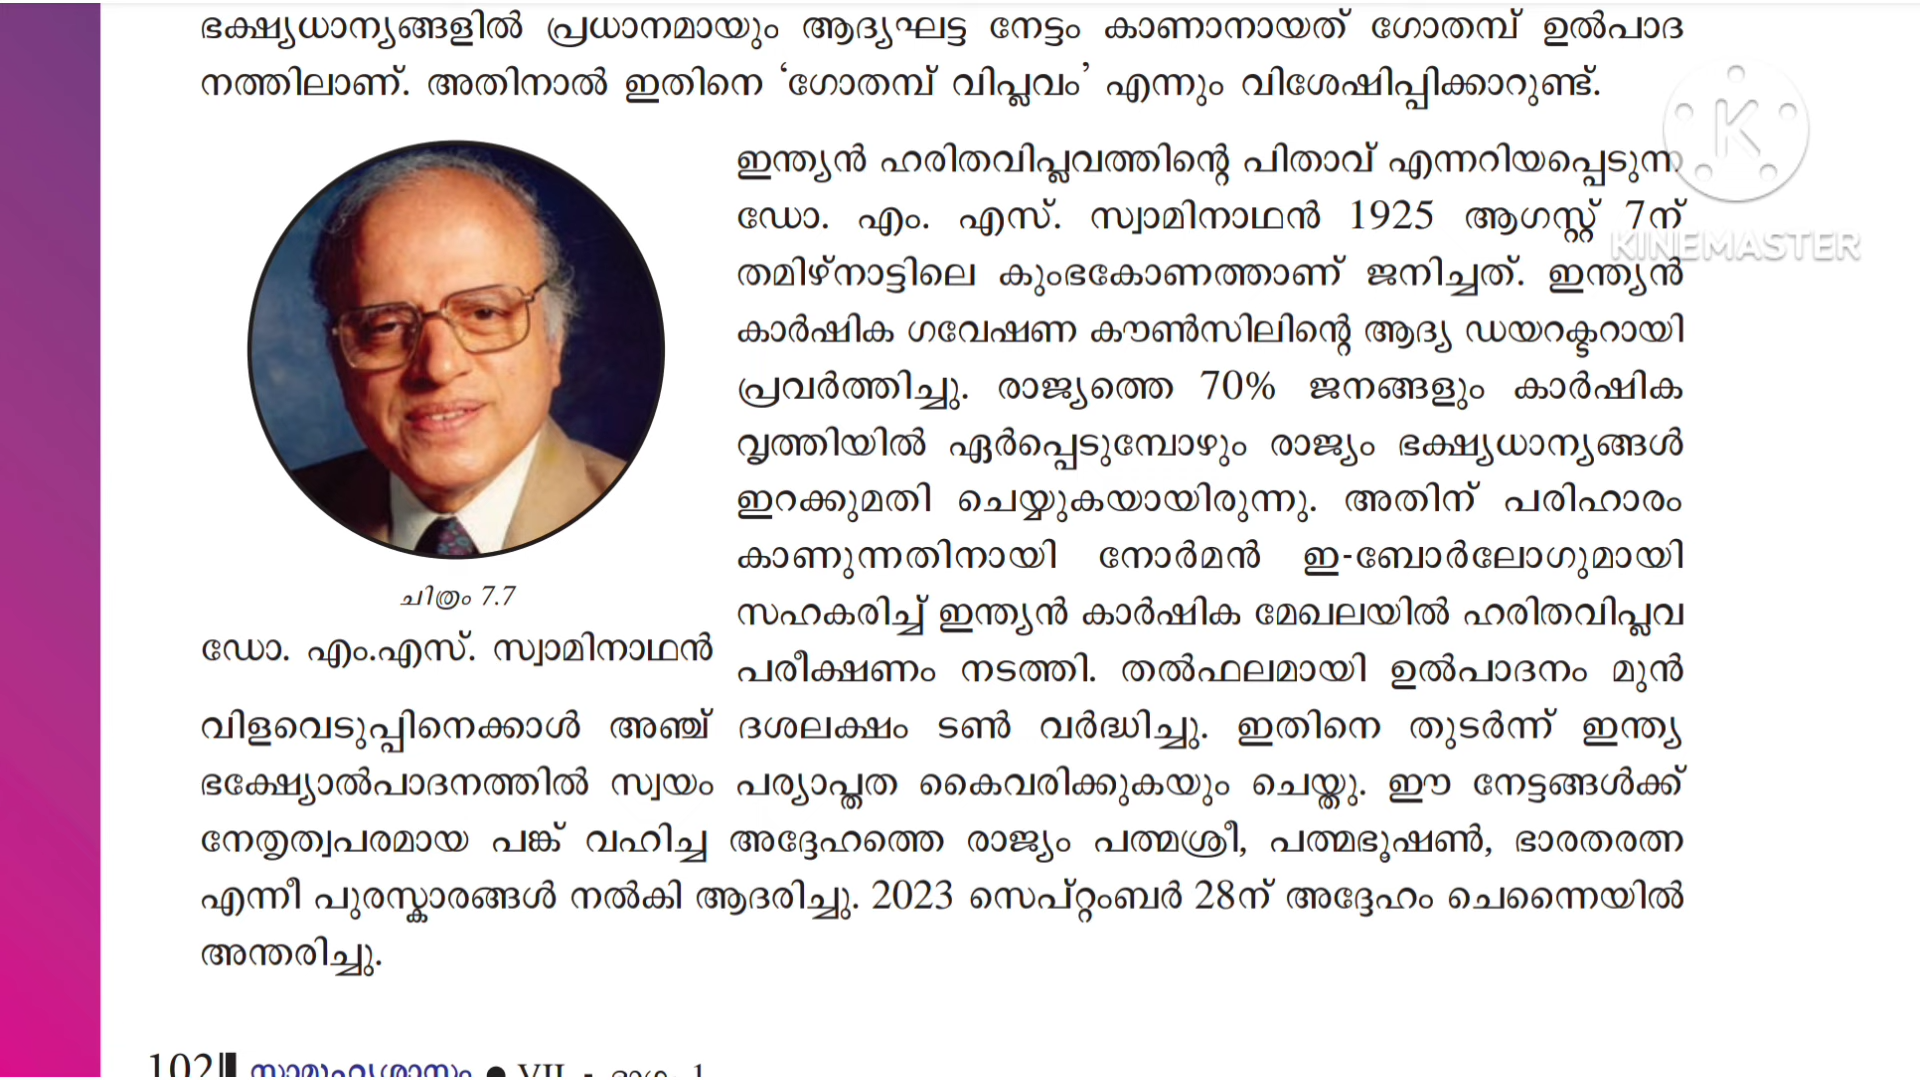 ഭക്ഷ്യധാന്യങ്ങളിൽ പ്രധാനമായും ആദ്യഘട്ട നേട്ടം കാണാനായത് ഗോതമ്പ് ഉൽപാദ
നത്തിലാണ്. അതിനാൽ ഇതിനെ ‘ഗോതമ്പ് വിപ്ലവം’ എന്നും വിശേഷിപ്പിക്കാറുണ്ട്.
K
KINEMASTER
ഇന്ത്യൻ ഹരിതവിപ്ലവത്തിന്റെ പിതാവ് എന്നറിയപ്പെടുന്ന
ഡോ. എം. എസ്. സ്വാമിനാഥൻ 1925 ആഗസ്റ്റ് 7ന്
തമിഴ്നാട്ടിലെ കുംഭകോണത്താണ് ജനിച്ചത്. ഇന്ത്യൻ
കാർഷിക ഗവേഷണ കൗൺസിലിന്റെ ആദ്യ ഡയറക്ടറായി
പ്രവർത്തിച്ചു. രാജ്യത്തെ 70% ജനങ്ങളും കാർഷിക
വൃത്തിയിൽ ഏർപ്പെടുമ്പോഴും രാജ്യം ഭക്ഷ്യധാന്യങ്ങൾ
ഇറക്കുമതി ചെയ്യുകയായിരുന്നു. അതിന് പരിഹാരം
കാണുന്നതിനായി നോർമൻ ഇ-ബോർലോഗുമായി
സഹകരിച്ച് ഇന്ത്യൻ കാർഷിക മേഖലയിൽ ഹരിതവിപ്ലവ
പരീക്ഷണം നടത്തി. തൽഫലമായി ഉൽപാദനം മുൻ
ചിത്രം 7.7
ഡോ. എം.എസ്. സ്വാമിനാഥൻ
വിളവെടുപ്പിനെക്കാൾ അഞ്ച് ദശലക്ഷം ടൺ വർദ്ധിച്ചു. ഇതിനെ തുടർന്ന് ഇന്ത്യ
ഭക്ഷ്യോൽപാദനത്തിൽ സ്വയം പര്യാപ്തത കൈവരിക്കുകയും ചെയ്തു. ഈ നേട്ടങ്ങൾക്ക്
നേതൃത്വപരമായ പങ്ക് വഹിച്ച അദ്ദേഹത്തെ രാജ്യം പത്മശ്രീ, പത്മഭൂഷൺ, ഭാരതരത്ന
എന്നീ പുരസ്കാരങ്ങൾ നൽകി ആദരിച്ചു. 2023 സെപ്റ്റംബർ 28ന് അദ്ദേഹം ചെന്നൈയിൽ
അന്തരിച്ചു.
102 സാമൂഹ്യശാസ്ത്രം ● VII • ഭാഗം-1